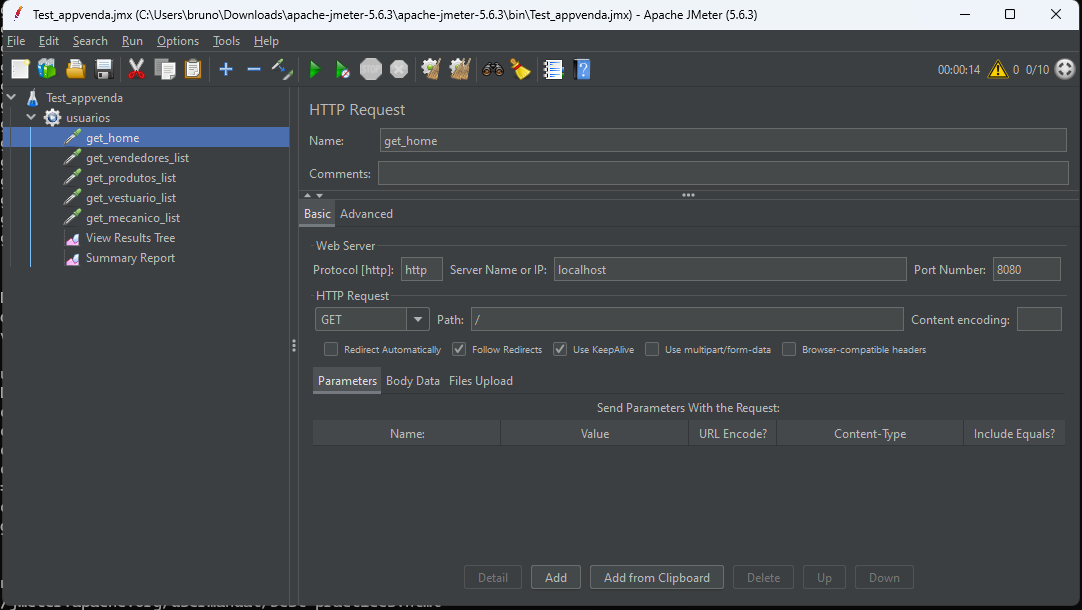 Test_appvenda.jmx (C:\Users\bruno\Downloads\apache-jmeter-5.6.3\apache-jmeter-5.6.3\bin\Test_appvenda.jmx) - Apache JMeter (5.6.3)
File Edit Search Run Options Tools Help
STOP
00:00:14 0 0/10
Test_appvenda
usuarios
get_home
get_vendedores_list
get_produtos_list
get_vestuario_list
get_mecanico_list
View Results Tree
Summary Report
HTTP Request
Name: get_home
Comments:
Basic Advanced
Web Server
Protocol [http]: http Server Name or IP: localhost Port Number: 8080
HTTP Request
GET Path: / Content encoding:
Redirect Automatically Follow Redirects Use KeepAlive Use multipart/form-data Browser-compatible headers
Parameters Body Data Files Upload
Send Parameters With the Request:
Name: Value URL Encode? Content-Type Include Equals?
Detail Add Add from Clipboard Delete Up Down